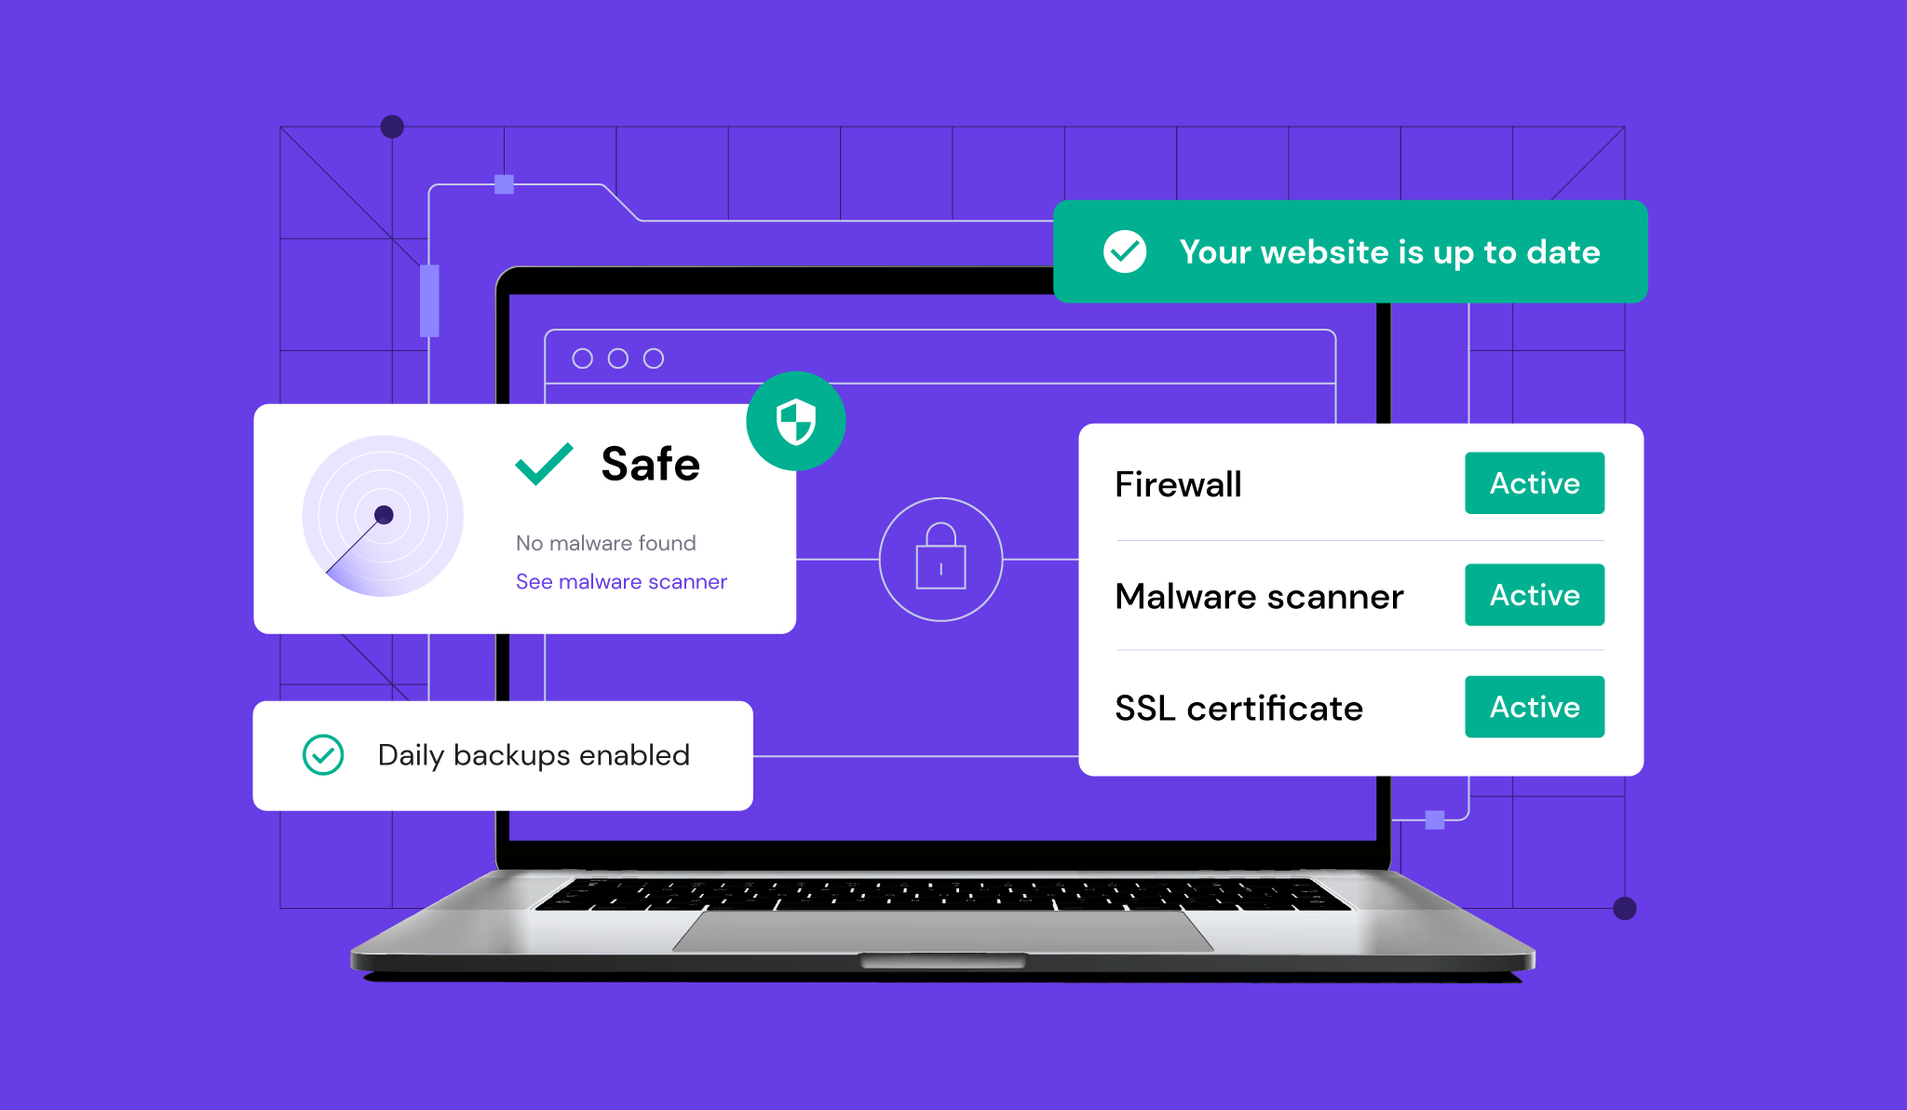 Your website is up to date
Safe
No malware found
See malware scanner
Firewall
Active
Malware scanner
Active
SSL certificate
Active
Daily backups enabled